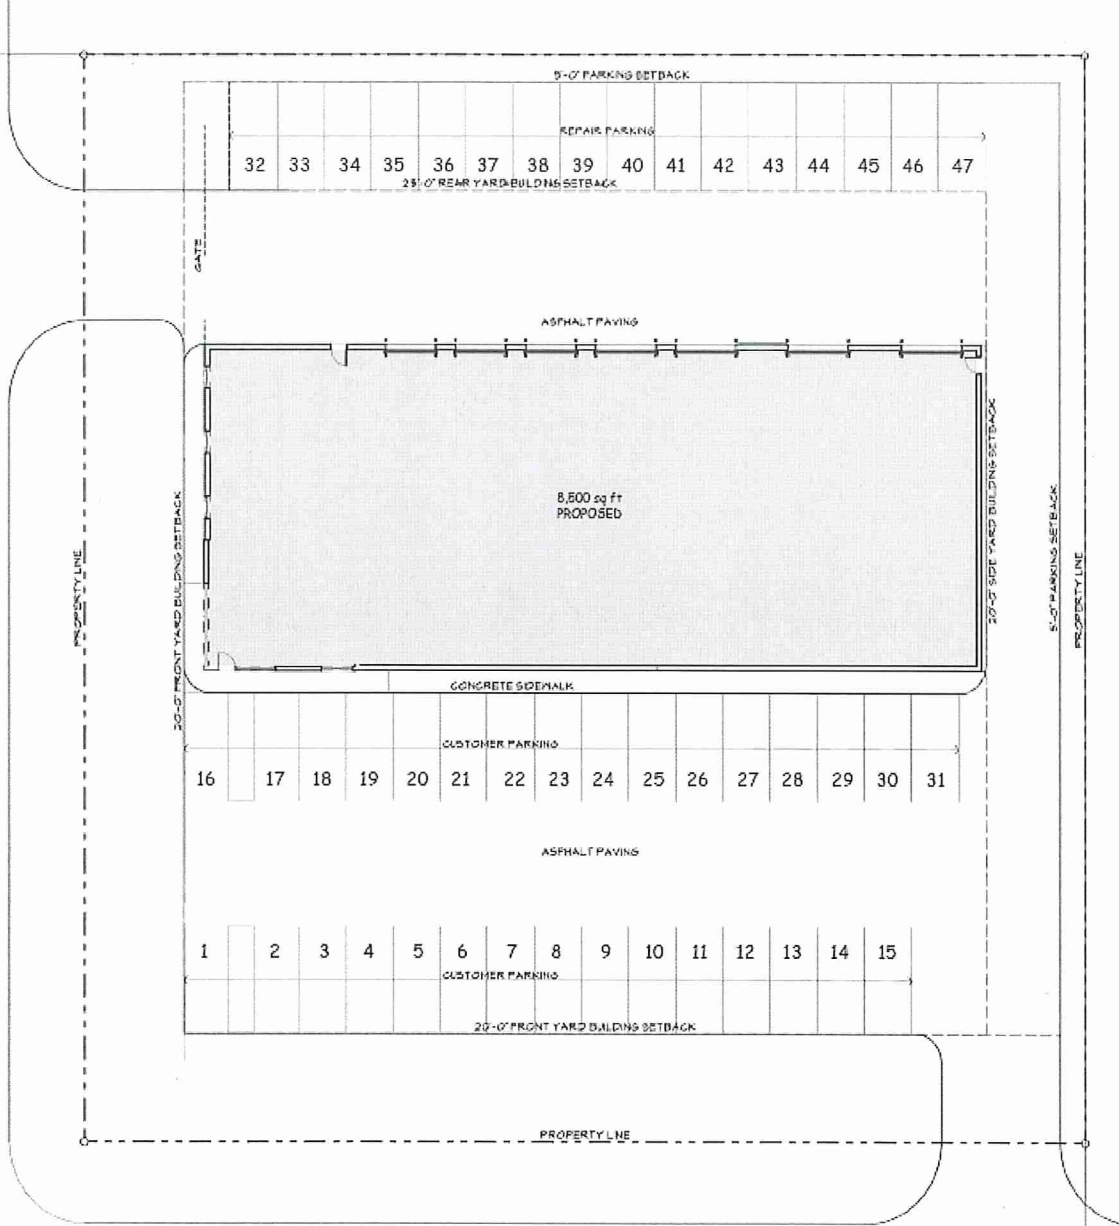 5'-0" PARKING SETBACK
REPAIR PARKING
32 33 34 35 36 37 38 39 40 41 42 43 44 45 46 47
25'-0" REAR YARD BUILDING SETBACK
GATE
ASPHALT PAVING
8,500 sq ft
PROPOSED
PROPERTY LINE
20'-0" FRONT YARD BUILDING SETBACK
20'-0" SIDE YARD BUILDING SETBACK
5'-0" PARKING SETBACK
PROPERTY LINE
CONCRETE SIDEWALK
CUSTOMER PARKING
16 17 18 19 20 21 22 23 24 25 26 27 28 29 30 31
ASPHALT PAVING
1 2 3 4 5 6 7 8 9 10 11 12 13 14 15
CUSTOMER PARKING
20'-0" FRONT YARD BUILDING SETBACK
PROPERTY LINE